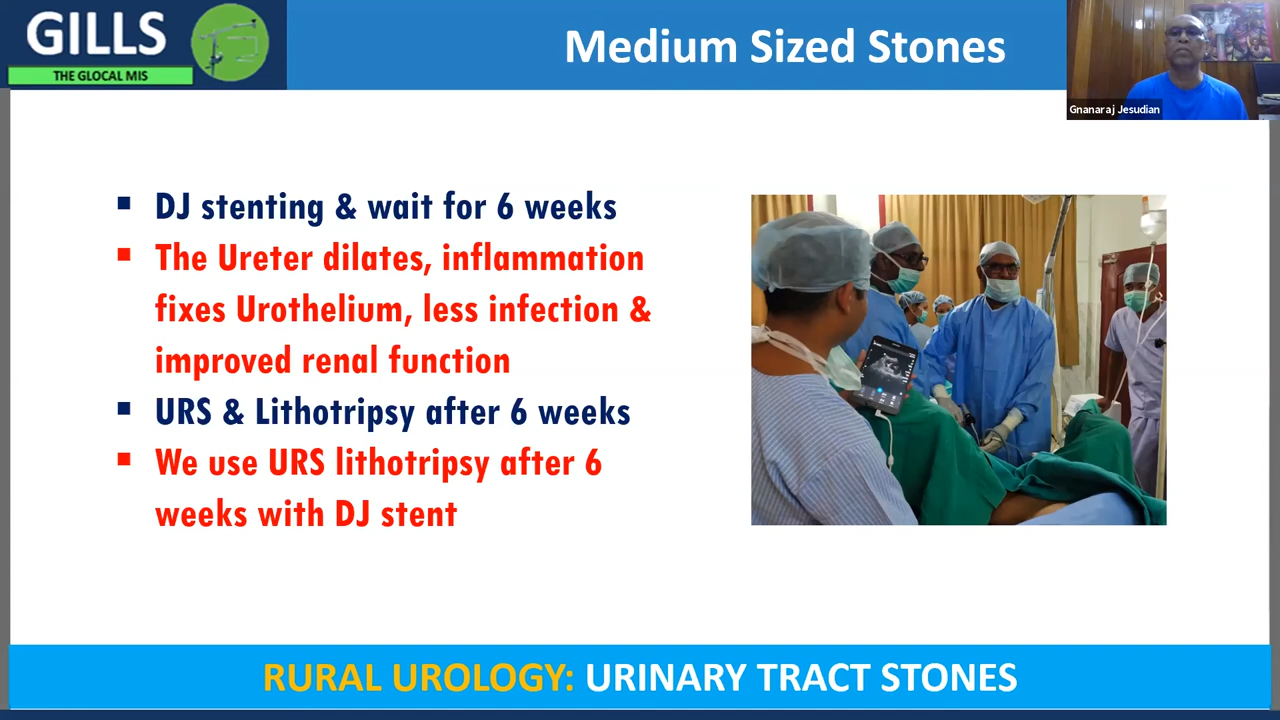 GILLS
THE GLOCAL MIS
Medium Sized Stones
Gnanaraj Jesudian
▪ DJ stenting & wait for 6 weeks
▪ The Ureter dilates, inflammation
fixes Urothelium, less infection &
improved renal function
▪ URS & Lithotripsy after 6 weeks
▪ We use URS lithotripsy after 6
weeks with DJ stent
RURAL UROLOGY: URINARY TRACT STONES